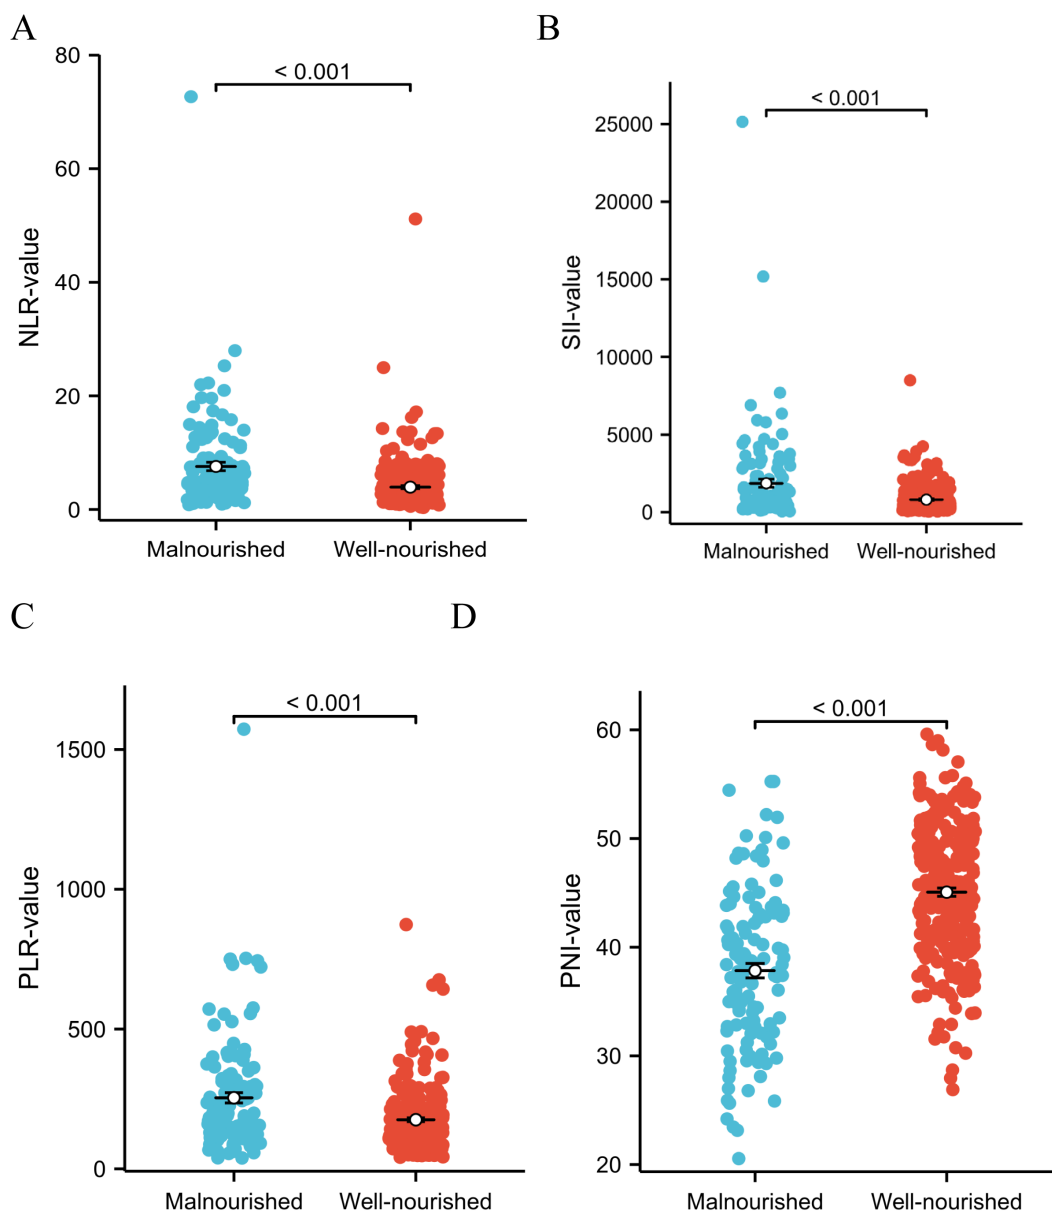 A
NLR-value
80
60
40
20
0
< 0.001
Malnourished Well-nourished
B
SII-value
25000
20000
15000
10000
5000
0
< 0.001
Malnourished Well-nourished
C
PLR-value
1500
1000
500
0
< 0.001
Malnourished Well-nourished
D
PNI-value
60
50
40
30
20
< 0.001
Malnourished Well-nourished